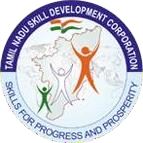 TAMIL NADU SKILL DEVELOPMENT CORPORATION
SKILLS FOR PROGRESS AND PROSPERITY